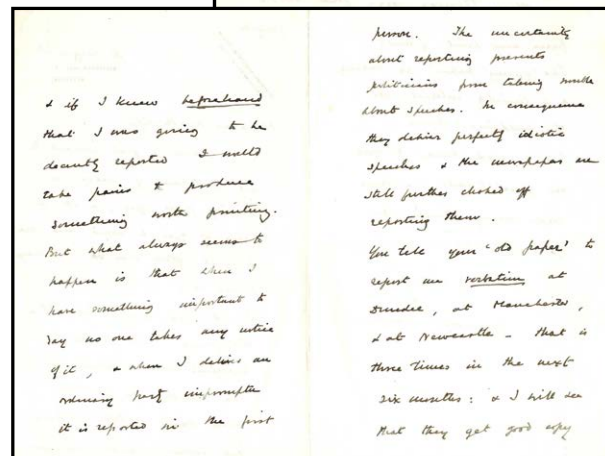 & if I knew beforehand
that I was going to be
decently reported I would
take pains & produce
something worth printing.
But what always seems to
happen is that when I
have something important to
say no one takes any notice
of it, & when I deliver an
ordinary party impromptu
it is reported in the first
person. The uncertainty
about reporting prevents
politicians from taking trouble
about speeches. In consequence
they deliver perfectly idiotic
speeches & the newspapers are
still further choked off
reporting them.
You tell your 'old paper' to
report me verbatim at
Dundee, at Manchester,
& at Newcastle – that is
three times in the next
six months: & I will see
that they get good copy